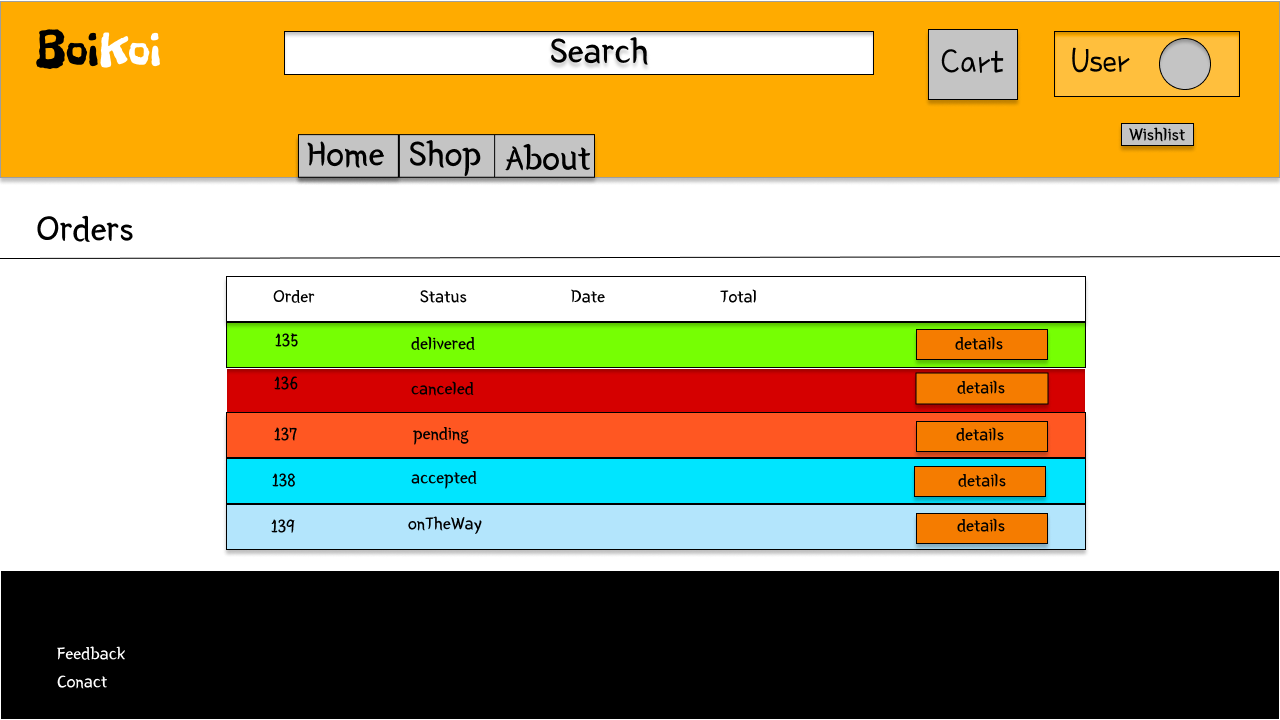 BoiKoi
Search
Cart
User
Wishlist
Home Shop About
Orders
Order Status Date Total
135 delivered details
136 canceled details
137 pending details
138 accepted details
139 onTheWay details
Feedback
Conact